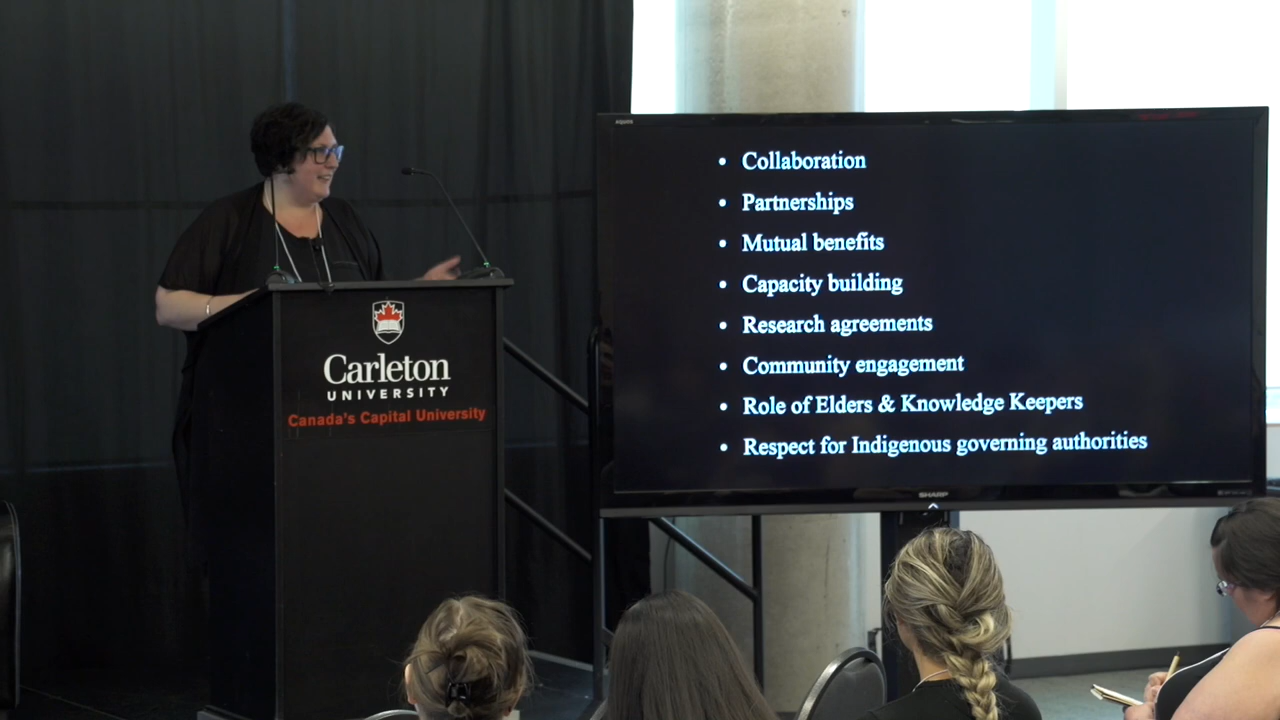 Carleton
UNIVERSITY
Canada's Capital University
AQUOS
• Collaboration
• Partnerships
• Mutual benefits
• Capacity building
• Research agreements
• Community engagement
• Role of Elders & Knowledge Keepers
• Respect for Indigenous governing authorities
SHARP